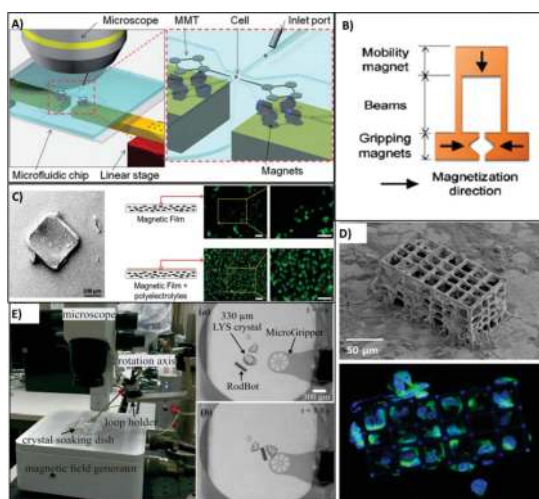 A)
Microscope
MMT
Cell
Inlet port
Microfluidic chip
Linear stage
Magnets
B)
Mobility
magnet
Beams
Gripping
magnets
Magnetization
direction
C)
Magnetic Film
Magnetic Film +
polyelectrolytes
D)
50 μm
E)
microscope
rotation axis
loop holder
crystal soaking dish
magnetic field generator
(a)
330 μm
LYS crystal
MicroGripper
RodBot
300 μm
(b)